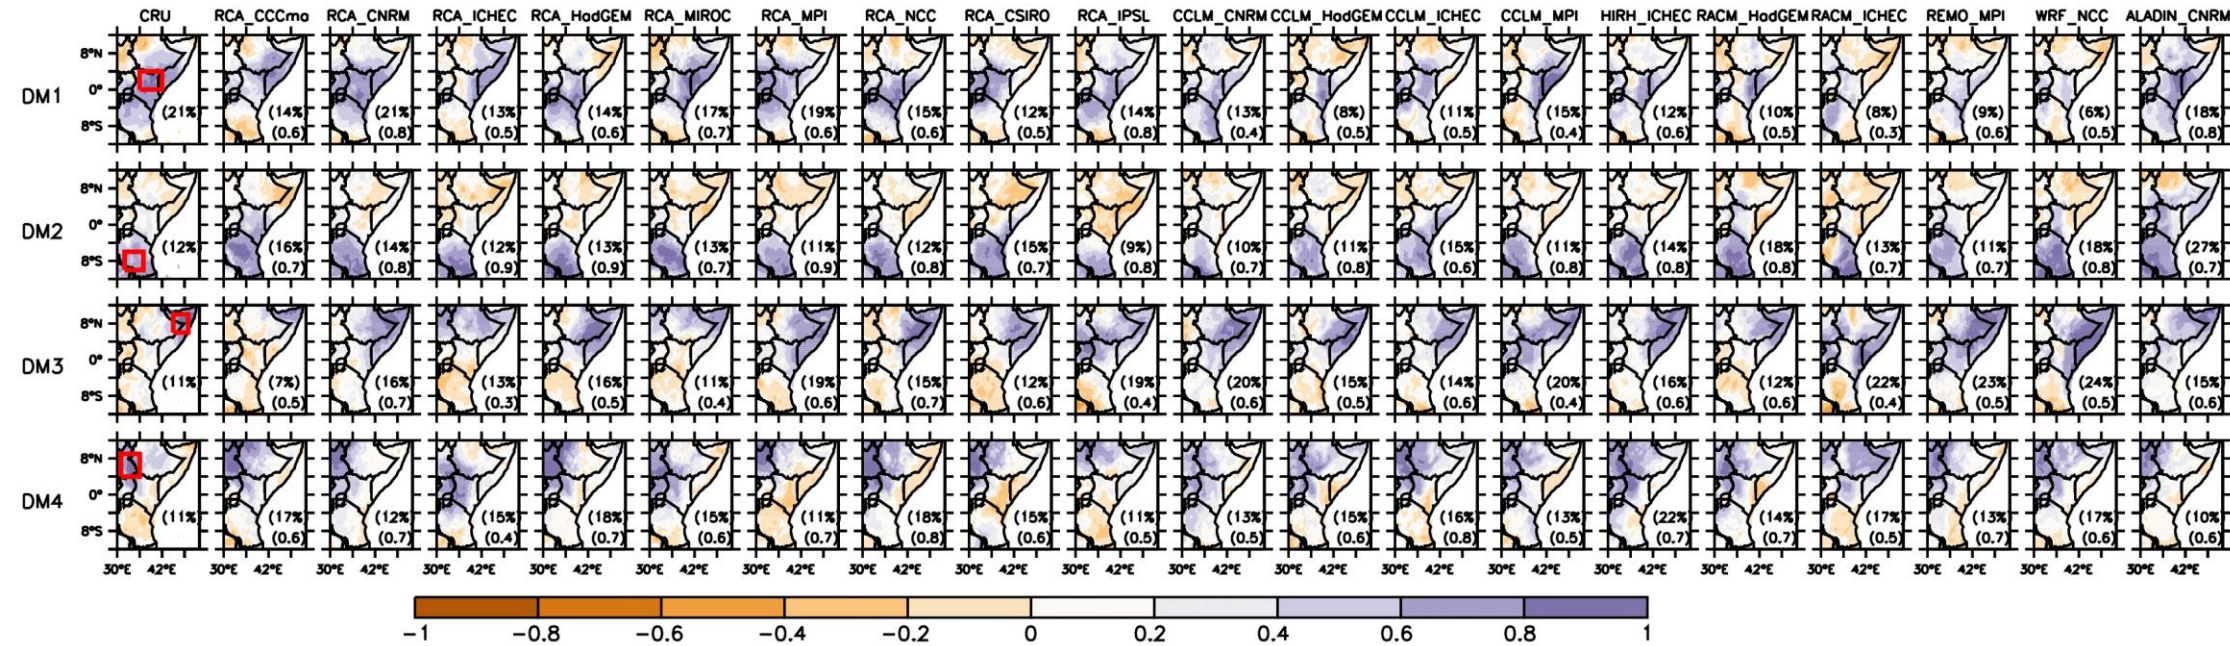 CRU RCA_CCCma RCA_CNRM RCA_ICHEC RCA_HadGEM RCA_MIROC RCA_MPI RCA_NCC RCA_CSIRO RCA_IPSL CCLM_CNRM CCLM_HadGEM CCLM_ICHEC CCLM_MPI HIRH_ICHEC RACM_HadGEM RACM_ICHEC REMO_MPI WRF_NCC ALADIN_CNRM
8°N
DM1 0°
(21%) (14%) (21%) (13%) (14%) (17%) (19%) (15%) (12%) (14%) (13%) (8%) (11%) (15%) (12%) (10%) (8%) (9%) (6%) (18%)
8°S (0.6) (0.8) (0.5) (0.6) (0.7) (0.6) (0.6) (0.5) (0.8) (0.4) (0.5) (0.5) (0.4) (0.6) (0.5) (0.3) (0.6) (0.5) (0.8)
8°N
DM2 0°
(12%) (16%) (14%) (12%) (13%) (13%) (11%) (12%) (15%) (9%) (10%) (11%) (15%) (11%) (14%) (18%) (13%) (11%) (18%) (27%)
8°S (0.7) (0.8) (0.9) (0.9) (0.7) (0.9) (0.8) (0.7) (0.8) (0.7) (0.8) (0.6) (0.8) (0.8) (0.8) (0.7) (0.7) (0.8) (0.7)
8°N
DM3 0°
(11%) (7%) (16%) (13%) (16%) (11%) (19%) (15%) (12%) (19%) (20%) (15%) (14%) (20%) (16%) (12%) (22%) (23%) (24%) (15%)
8°S (0.5) (0.7) (0.3) (0.5) (0.4) (0.6) (0.7) (0.6) (0.4) (0.6) (0.5) (0.6) (0.4) (0.6) (0.6) (0.4) (0.5) (0.5) (0.6)
8°N
DM4 0°
(11%) (17%) (12%) (15%) (18%) (15%) (11%) (18%) (15%) (11%) (13%) (15%) (16%) (13%) (22%) (14%) (17%) (13%) (17%) (10%)
8°S (0.6) (0.7) (0.4) (0.7) (0.6) (0.7) (0.8) (0.6) (0.5) (0.5) (0.6) (0.8) (0.5) (0.7) (0.7) (0.5) (0.7) (0.6) (0.6)
30°E 42°E 30°E 42°E 30°E 42°E 30°E 42°E 30°E 42°E 30°E 42°E 30°E 42°E 30°E 42°E 30°E 42°E 30°E 42°E 30°E 42°E 30°E 42°E 30°E 42°E 30°E 42°E 30°E 42°E 30°E 42°E 30°E 42°E 30°E 42°E 30°E 42°E 30°E 42°E
-1 -0.8 -0.6 -0.4 -0.2 0 0.2 0.4 0.6 0.8 1